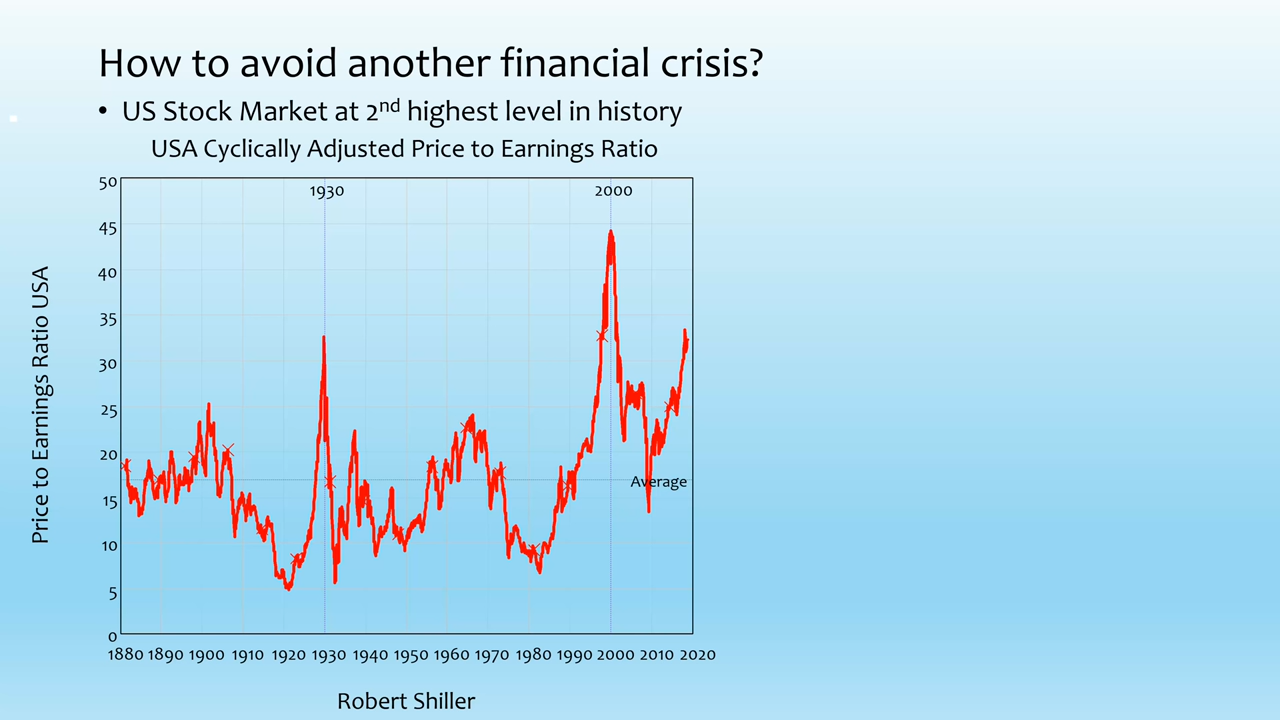 How to avoid another financial crisis?
• US Stock Market at 2nd highest level in history
USA Cyclically Adjusted Price to Earnings Ratio
Price to Earnings Ratio USA
50
45
40
35
30
25
20
15
10
5
0
1930
2000
Average
1880 1890 1900 1910 1920 1930 1940 1950 1960 1970 1980 1990 2000 2010 2020
Robert Shiller